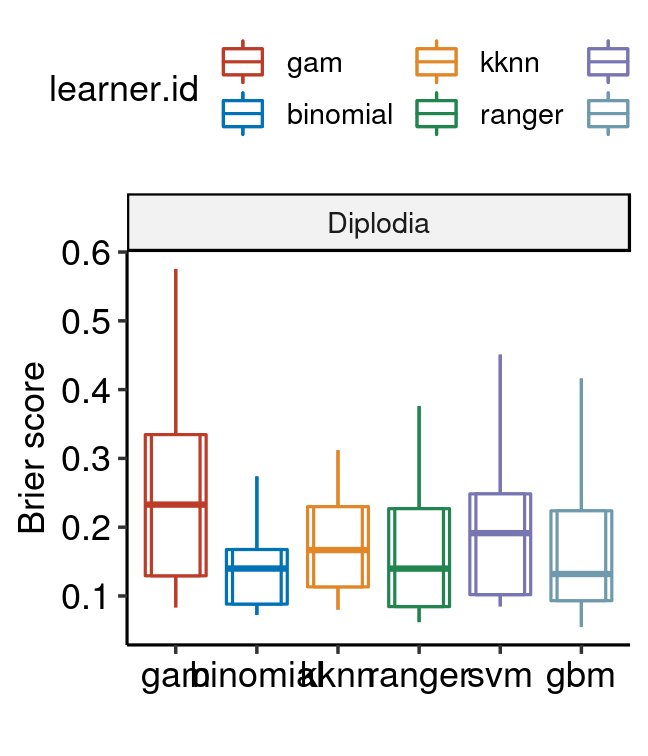 learner.id
gam
kknn
binomial
ranger
Diplodia
0.6
0.5
0.4
0.3
0.2
0.1
Brier score
gam binomial kknn ranger svm gbm